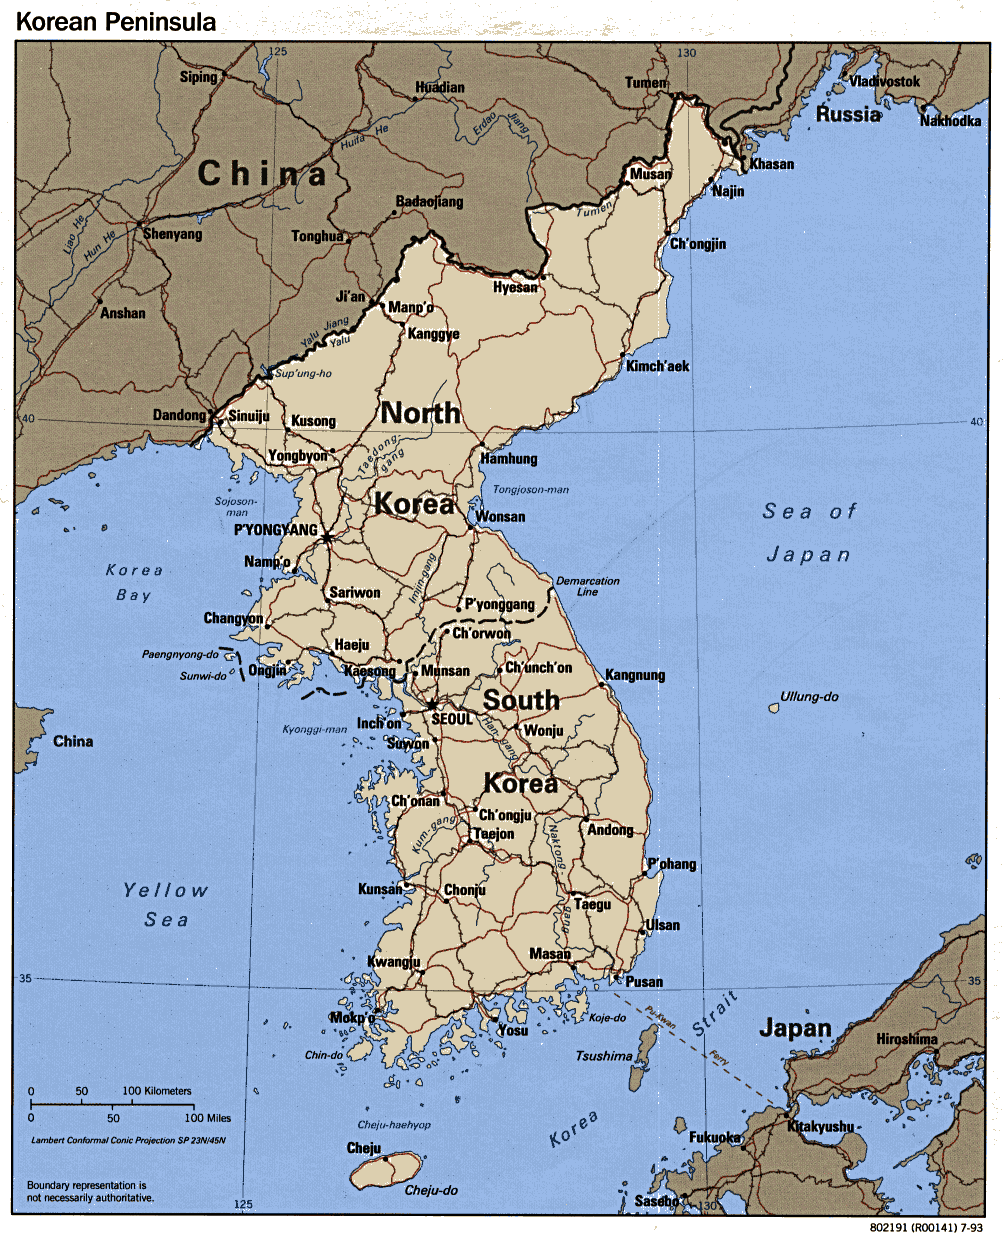 Korean Peninsula
125
130
Siping
Huadian
Tumen
Vladivostok
Russia
Nakhodka
Erdao Jiang
Huifa He
China
Musan
Khasan
Najin
Badaojiang
Tumen
Liao He
Hun He
Shenyang
Tonghua
Ch'ongjin
Hyesan
Ji'an
Manp'o
Anshan
Yalu Jiang
Yalu
Kanggye
Kimch'aek
Sup'ung-ho
40
Dandong
Sinuiju
Kusong
North
40
Yongbyon
Taedong-
gang
Hamhung
Sojoson-
man
Korea
Tongjoson-man
Wonsan
P'YONGYANG
Sea of
Japan
Namp'o
Korea
Bay
Imjin-gang
Demarcation
Line
Sariwon
P'yonggang
Changyon
Haeju
Ch'orwon
Paengnyong-do
Sunwi-do
Ongjin
Kaesong
Munsan
Ch'unch'on
Kangnung
South
Ullung-do
Kyonggi-man
Inch'on
SEOUL
Han-gang
Wonju
China
Suwon
Korea
Ch'onan
Ch'ongju
Kum-gang
Taejon
Naktong-
gang
Andong
P'ohang
Yellow
Sea
Kunsan
Chonju
Taegu
Ulsan
Kwangju
Masan
35
Pusan
35
Mokp'o
Yosu
Koje-do
Pu-Kwan
Ferry
Strait
Japan
Chin-do
Tsushima
Hiroshima
0 50 100 Kilometers
0 50 100 Miles
Lambert Conformal Conic Projection SP 23N/45N
Cheju-haehyop
Korea
Kitakyushu
Fukuoka
Cheju
Cheju-do
Boundary representation is
not necessarily authoritative.
125
Sasebo
130
802191 (R00141) 7-93